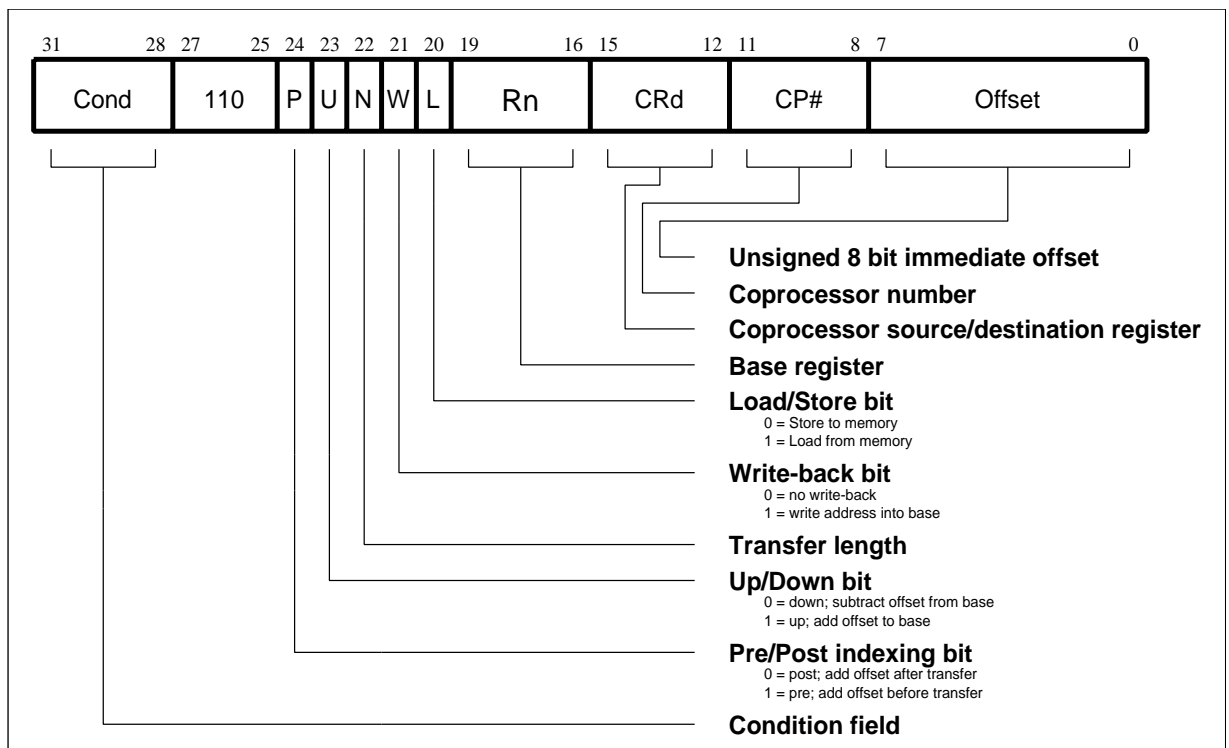 31 28 27 25 24 23 22 21 20 19 16 15 12 11 8 7 0
Cond 110 P U N W L Rn CRd CP# Offset
Unsigned 8 bit immediate offset
Coprocessor number
Coprocessor source/destination register
Base register
Load/Store bit
0 = Store to memory
1 = Load from memory
Write-back bit
0 = no write-back
1 = write address into base
Transfer length
Up/Down bit
0 = down; subtract offset from base
1 = up; add offset to base
Pre/Post indexing bit
0 = post; add offset after transfer
1 = pre; add offset before transfer
Condition field